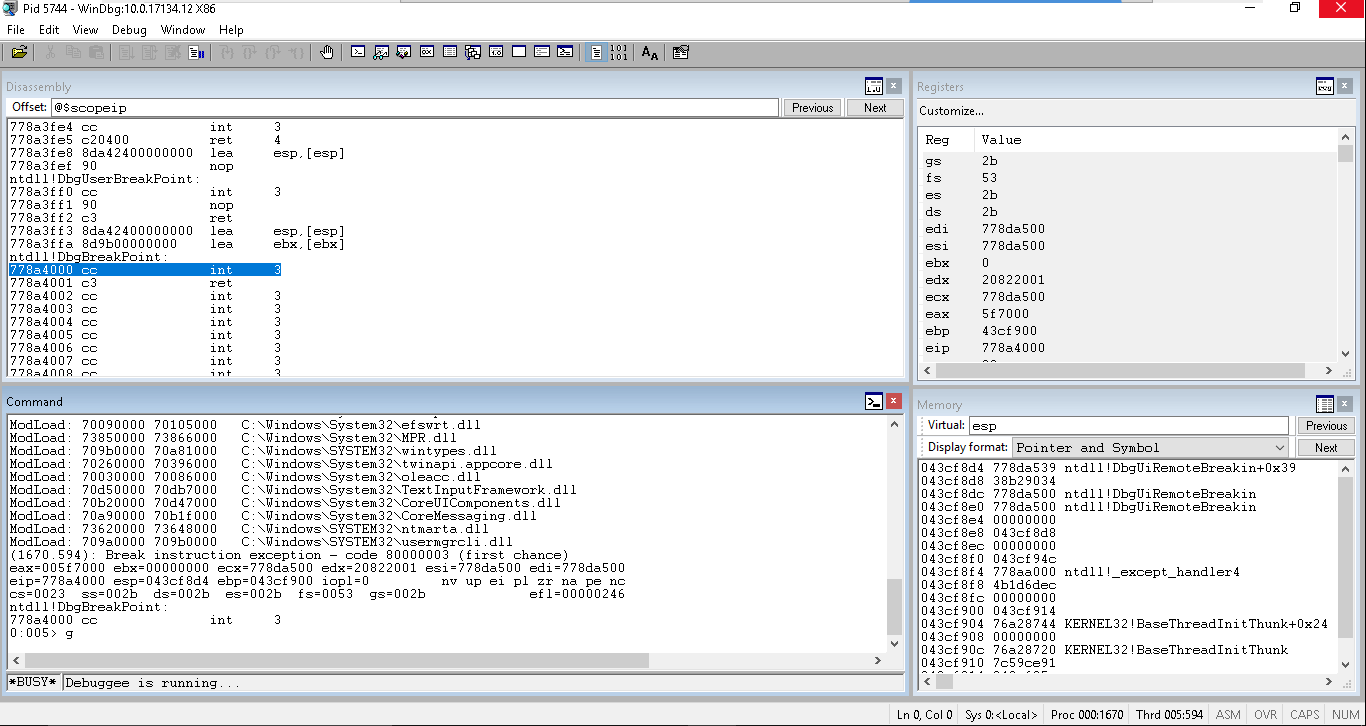 Pid 5744 - WinDbg:10.0.17134.12 X86
File Edit View Debug Window Help
Disassembly
Offset: @$scopeip Previous Next
778a3fe4 cc int 3
778a3fe5 c20400 ret 4
778a3fe8 8da42400000000 lea esp,[esp]
778a3fef 90 nop
ntdll!DbgUserBreakPoint:
778a3ff0 cc int 3
778a3ff1 90 nop
778a3ff2 c3 ret
778a3ff3 8da42400000000 lea esp,[esp]
778a3ffa 8d9b00000000 lea ebx,[ebx]
ntdll!DbgBreakPoint:
778a4000 cc int 3
778a4001 c3 ret
778a4002 cc int 3
778a4003 cc int 3
778a4004 cc int 3
778a4005 cc int 3
778a4006 cc int 3
778a4007 cc int 3
778a4008 cc int 3
Registers
Customize...
Reg Value
gs 2b
fs 53
es 2b
ds 2b
edi 778da500
esi 778da500
ebx 0
edx 20822001
ecx 778da500
eax 5f7000
ebp 43cf900
eip 778a4000
Command
ModLoad: 70090000 70105000 C:\Windows\System32\efswrt.dll
ModLoad: 73850000 73866000 C:\Windows\System32\MPR.dll
ModLoad: 709b0000 70a81000 C:\Windows\SYSTEM32\wintypes.dll
ModLoad: 70260000 70396000 C:\Windows\System32\twinapi.appcore.dll
ModLoad: 70030000 70086000 C:\Windows\System32\oleacc.dll
ModLoad: 70d50000 70db7000 C:\Windows\System32\TextInputFramework.dll
ModLoad: 70b20000 70d47000 C:\Windows\System32\CoreUIComponents.dll
ModLoad: 70a90000 70b1f000 C:\Windows\System32\CoreMessaging.dll
ModLoad: 73620000 73648000 C:\Windows\SYSTEM32\ntmarta.dll
ModLoad: 709a0000 709b0000 C:\Windows\SYSTEM32\usermgrcli.dll
(1670.594): Break instruction exception - code 80000003 (first chance)
eax=005f7000 ebx=00000000 ecx=778da500 edx=20822001 esi=778da500 edi=778da500
eip=778a4000 esp=043cf8d4 ebp=043cf900 iopl=0 nv up ei pl zr na pe nc
cs=0023 ss=002b ds=002b es=002b fs=0053 gs=002b efl=00000246
ntdll!DbgBreakPoint:
778a4000 cc int 3
0:005> g
*BUSY* Debuggee is running...
Memory
Virtual: esp Previous
Display format: Pointer and Symbol Next
043cf8d4 778da539 ntdll!DbgUiRemoteBreakin+0x39
043cf8d8 38b29034
043cf8dc 778da500 ntdll!DbgUiRemoteBreakin
043cf8e0 778da500 ntdll!DbgUiRemoteBreakin
043cf8e4 00000000
043cf8e8 043cf8d8
043cf8ec 00000000
043cf8f0 043cf94c
043cf8f4 778aa000 ntdll!_except_handler4
043cf8f8 4b1d6dec
043cf8fc 00000000
043cf900 043cf914
043cf904 76a28744 KERNEL32!BaseThreadInitThunk+0x24
043cf908 00000000
043cf90c 76a28720 KERNEL32!BaseThreadInitThunk
043cf910 7c59ce91
Ln 0, Col 0 Sys 0:<Local> Proc 000:1670 Thrd 005:594 ASM OVR CAPS NUM